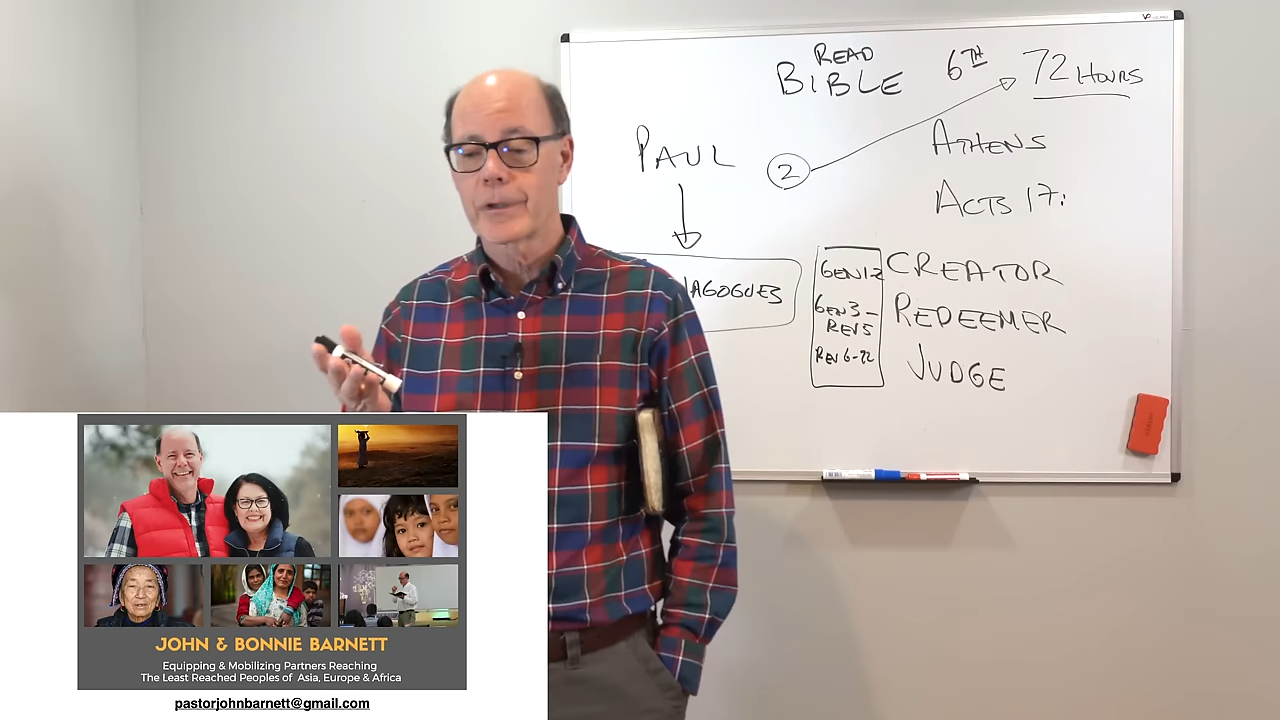 READ
BIBLE
6TH
72 HOURS
PAUL
2
ATHENS
ACTS 17:
AGOGUES
GEN 1-2
CREATOR
GEN 3-
REV 5
REDEEMER
REV 6-22
JUDGE
JOHN & BONNIE BARNETT
Equipping & Mobilizing Partners Reaching
The Least Reached Peoples of Asia, Europe & Africa
pastorjohnbarnett@gmail.com